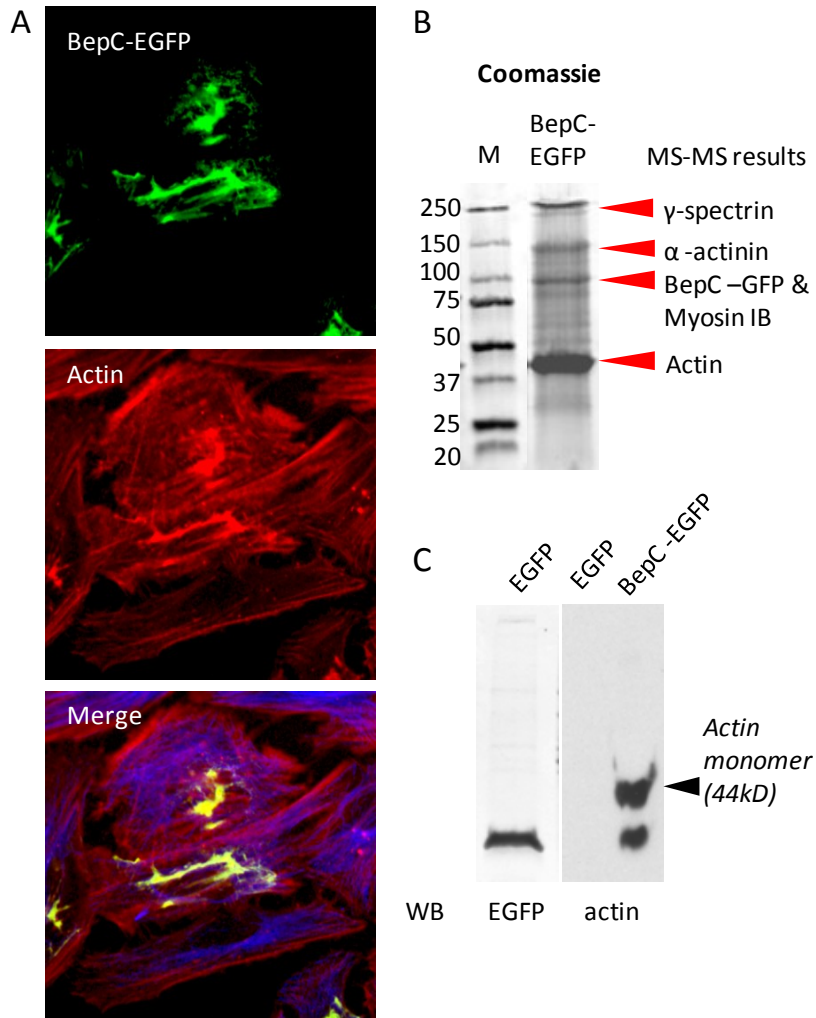 A
BepC-EGFP
Actin
Merge
B
Coomassie
M
BepC-
EGFP
MS-MS results
250
150
100
75
50
37
25
20
γ-spectrin
α -actinin
BepC –GFP &
Myosin IB
Actin
C
EGFP
EGFP
BepC -EGFP
Actin
monomer
(44kD)
WB
EGFP
actin